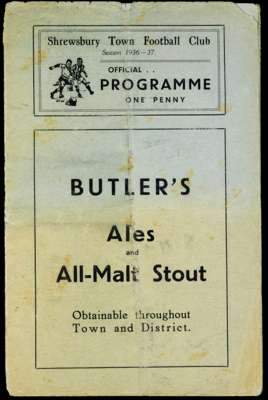 Shrewsbury Town Football Club
Season 1936-37.
OFFICIAL . .
PROGRAMME
ONE PENNY
BUTLER'S
Ales
and
All-Malt Stout
Obtainable throughout
Town and District.